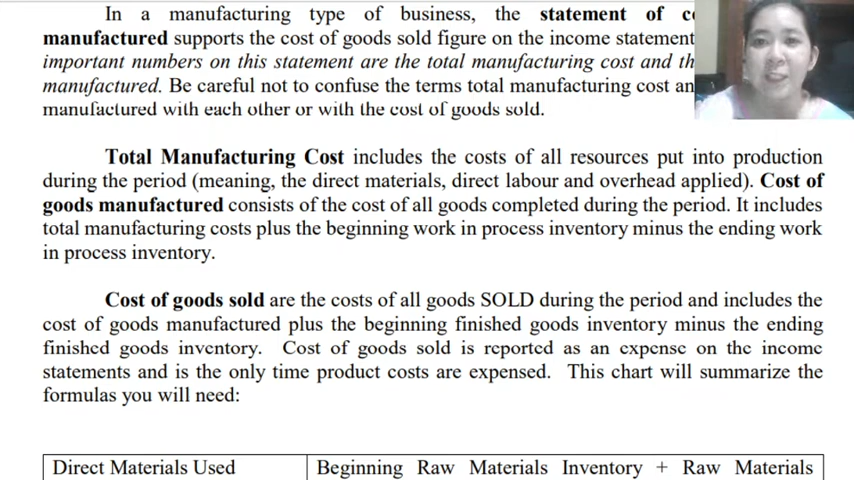 In a manufacturing type of business, the statement of
manufactured supports the cost of goods sold figure on the income statement
important numbers on this statement are the total manufacturing cost and
manufactured. Be careful not to confuse the terms total manufacturing cost
manufactured with each other or with the cost of goods sold.
Total Manufacturing Cost includes the costs of all resources put into production
during the period (meaning, the direct materials, direct labour and overhead applied). Cost of
goods manufactured consists of the cost of all goods completed during the period. It includes
total manufacturing costs plus the beginning work in process inventory minus the ending work
in process inventory.
Cost of goods sold are the costs of all goods SOLD during the period and includes the
cost of goods manufactured plus the beginning finished goods inventory minus the ending
finished goods inventory. Cost of goods sold is reported as an expense on the income
statements and is the only time product costs are expensed. This chart will summarize the
formulas you will need:
Direct Materials Used
Beginning Raw Materials Inventory + Raw Materials